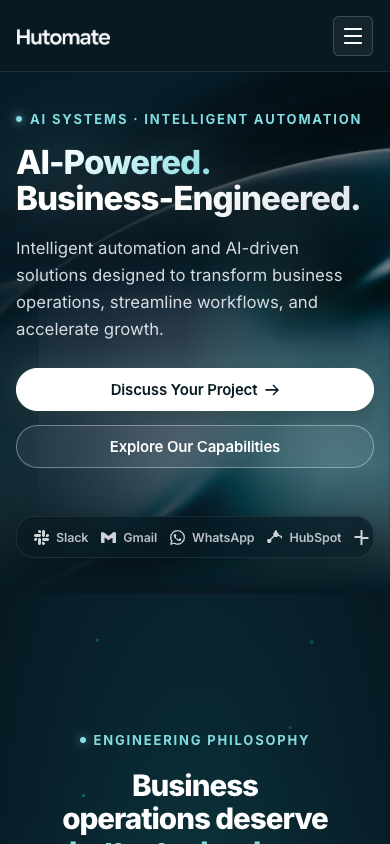 Hutomate
AI SYSTEMS · INTELLIGENT AUTOMATION
AI-Powered.
Business-Engineered.
Intelligent automation and AI-driven
solutions designed to transform business
operations, streamline workflows, and
accelerate growth.
Discuss Your Project →
Explore Our Capabilities
Slack Gmail WhatsApp HubSpot
ENGINEERING PHILOSOPHY
Business
operations deserve